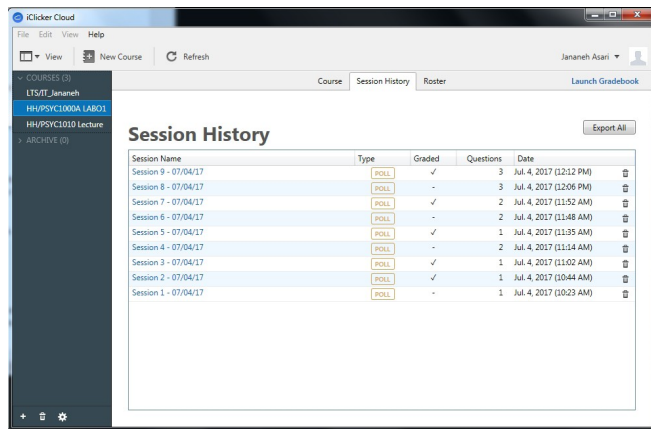 iClicker Cloud
File Edit View Help
View New Course Refresh Jananeh Asari
COURSES (3)
LTS/IT_Jananeh
HH/PSYC1000A LABO1
HH/PSYC1010 Lecture
ARCHIVE (0)
Course Session History Roster Launch Gradebook
Session History
Export All
Session Name Type Graded Questions Date
Session 9 - 07/04/17 POLL ✓ 3 Jul. 4, 2017 (12:12 PM)
Session 8 - 07/04/17 POLL - 3 Jul. 4, 2017 (12:06 PM)
Session 7 - 07/04/17 POLL ✓ 2 Jul. 4, 2017 (11:52 AM)
Session 6 - 07/04/17 POLL - 2 Jul. 4, 2017 (11:48 AM)
Session 5 - 07/04/17 POLL ✓ 1 Jul. 4, 2017 (11:35 AM)
Session 4 - 07/04/17 POLL - 2 Jul. 4, 2017 (11:14 AM)
Session 3 - 07/04/17 POLL ✓ 1 Jul. 4, 2017 (11:02 AM)
Session 2 - 07/04/17 POLL ✓ 1 Jul. 4, 2017 (10:44 AM)
Session 1 - 07/04/17 POLL - 1 Jul. 4, 2017 (10:23 AM)